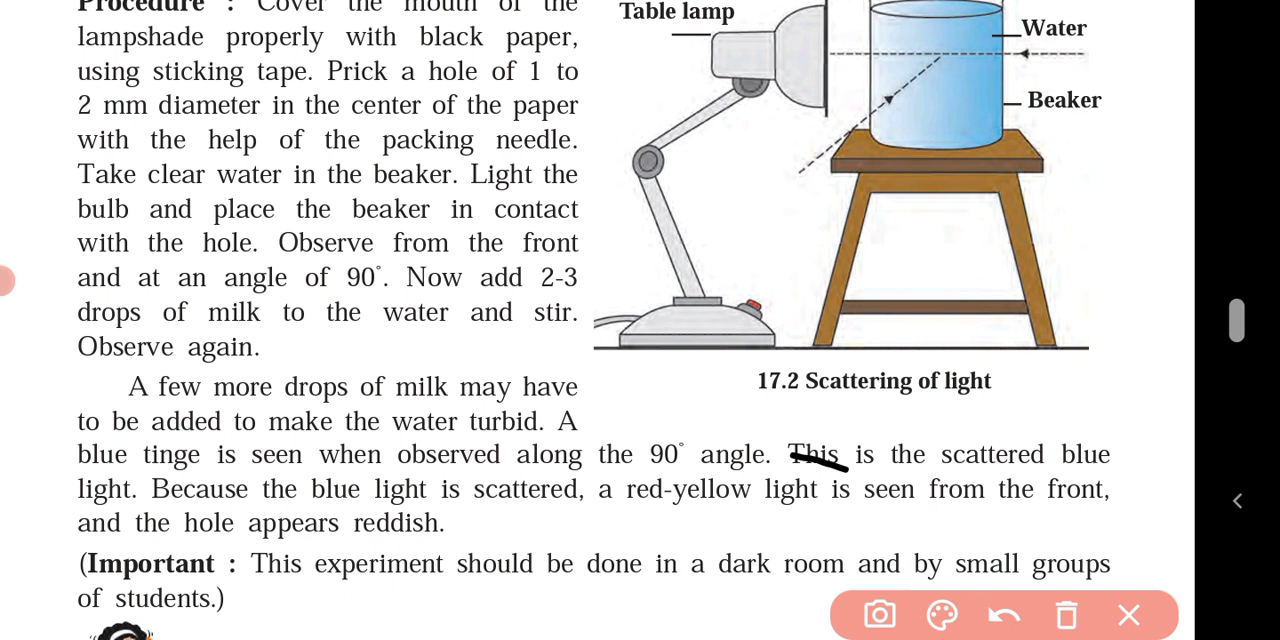 Procedure : Cover the mouth of the
lampshade properly with black paper,
using sticking tape. Prick a hole of 1 to
2 mm diameter in the center of the paper
with the help of the packing needle.
Take clear water in the beaker. Light the
bulb and place the beaker in contact
with the hole. Observe from the front
and at an angle of 90°. Now add 2-3
drops of milk to the water and stir.
Observe again.
Table lamp
Water
Beaker
17.2 Scattering of light
A few more drops of milk may have
to be added to make the water turbid. A
blue tinge is seen when observed along the 90° angle. This is the scattered blue
light. Because the blue light is scattered, a red-yellow light is seen from the front,
and the hole appears reddish.
(Important : This experiment should be done in a dark room and by small groups
of students.)